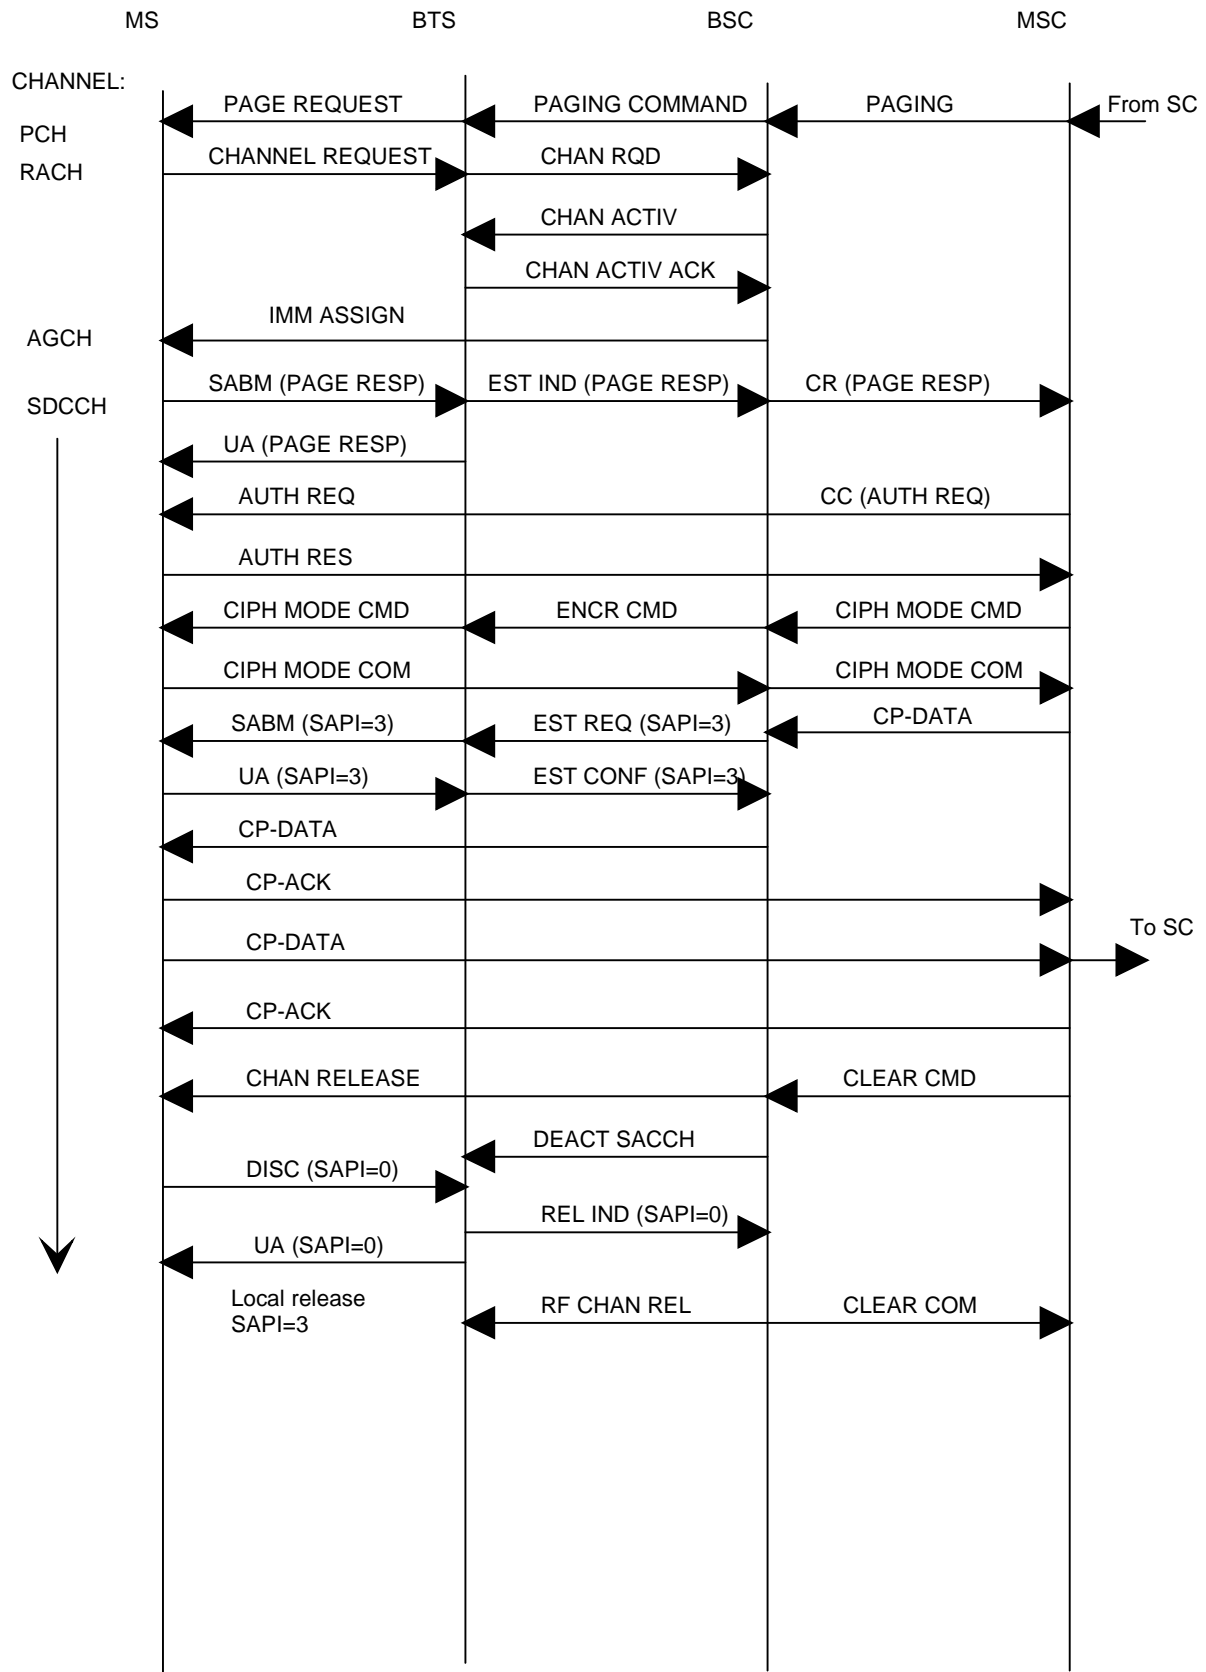 MS BTS BSC MSC
CHANNEL:
PAGE REQUEST PAGING COMMAND PAGING From SC
PCH
CHANNEL REQUEST CHAN RQD
RACH
CHAN ACTIV
CHAN ACTIV ACK
IMM ASSIGN
AGCH
SABM (PAGE RESP) EST IND (PAGE RESP) CR (PAGE RESP)
SDCCH
UA (PAGE RESP)
AUTH REQ CC (AUTH REQ)
AUTH RES
CIPH MODE CMD ENCR CMD CIPH MODE CMD
CIPH MODE COM CIPH MODE COM
CP-DATA
SABM (SAPI=3) EST REQ (SAPI=3)
UA (SAPI=3) EST CONF (SAPI=3)
CP-DATA
CP-ACK
To SC
CP-DATA
CP-ACK
CHAN RELEASE CLEAR CMD
DEACT SACCH
DISC (SAPI=0)
REL IND (SAPI=0)
UA (SAPI=0)
Local release
SAPI=3
RF CHAN REL CLEAR COM